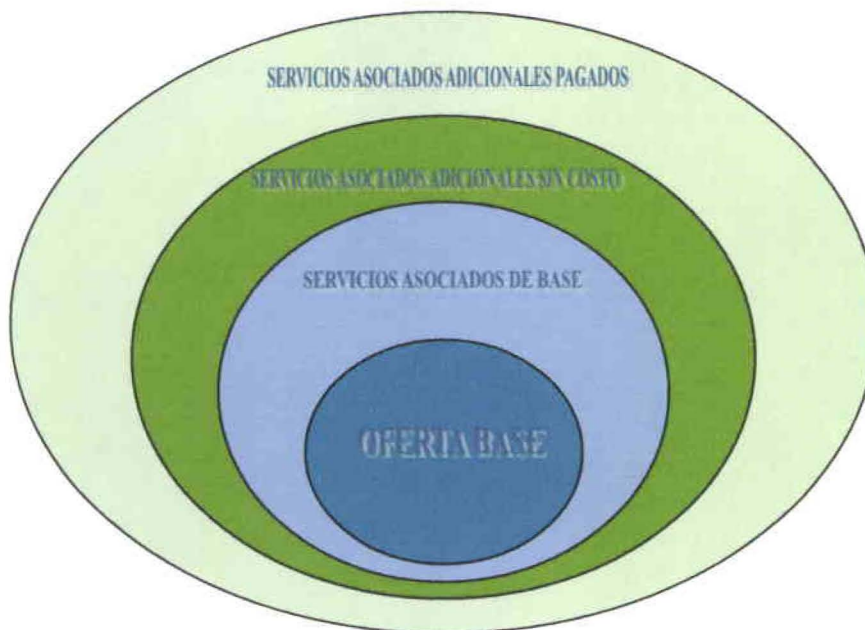 SERVICIOS ASOCIADOS ADICIONALES PAGADOS
SERVICIOS ASOCIADOS ADICIONALES SIN COSTO
SERVICIOS ASOCIADOS DE BASE
OFERTA BASE